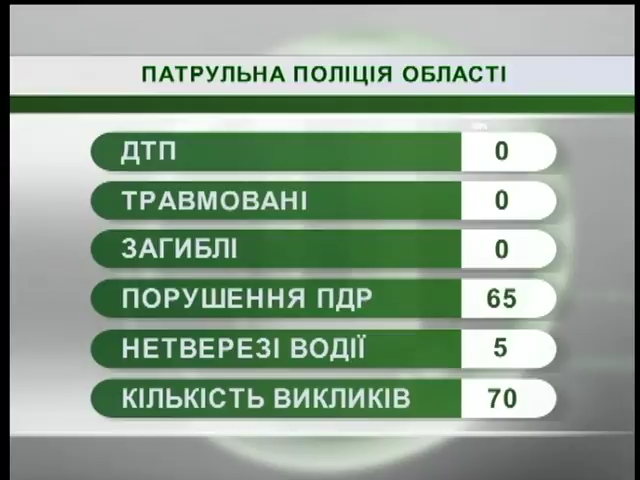 ПАТРУЛЬНА ПОЛІЦІЯ ОБЛАСТІ
ДТП 0
ТРАВМОВАНІ 0
ЗАГИБЛІ 0
ПОРУШЕННЯ ПДР 65
НЕТВЕРЕЗІ ВОДІЇ 5
КІЛЬКІСТЬ ВИКЛИКІВ 70